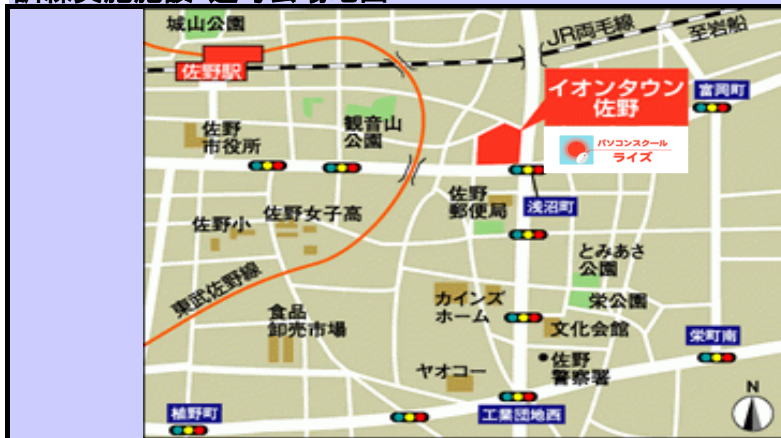 城山公園
JR両毛線
至岩船
佐野駅
イオンタウン
佐野
富岡町
パソコンスクール
ライズ
佐野
市役所
観音山
公園
佐野
郵便局
浅沼町
佐野小
佐野女子高
とみあさ
公園
東武佐野線
カインズ
ホーム
栄公園
食品
卸売市場
文化会館
栄町南
ヤオコー
佐野
警察署
植野町
工業団地西
N